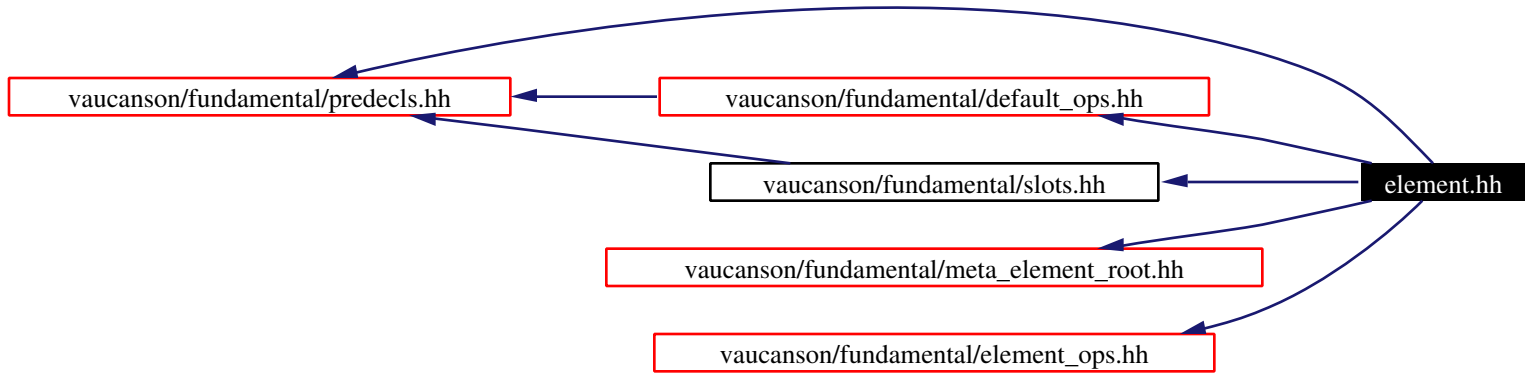 vaucanson/fundamental/predecls.hh
vaucanson/fundamental/default_ops.hh
vaucanson/fundamental/slots.hh
element.hh
vaucanson/fundamental/meta_element_root.hh
vaucanson/fundamental/element_ops.hh